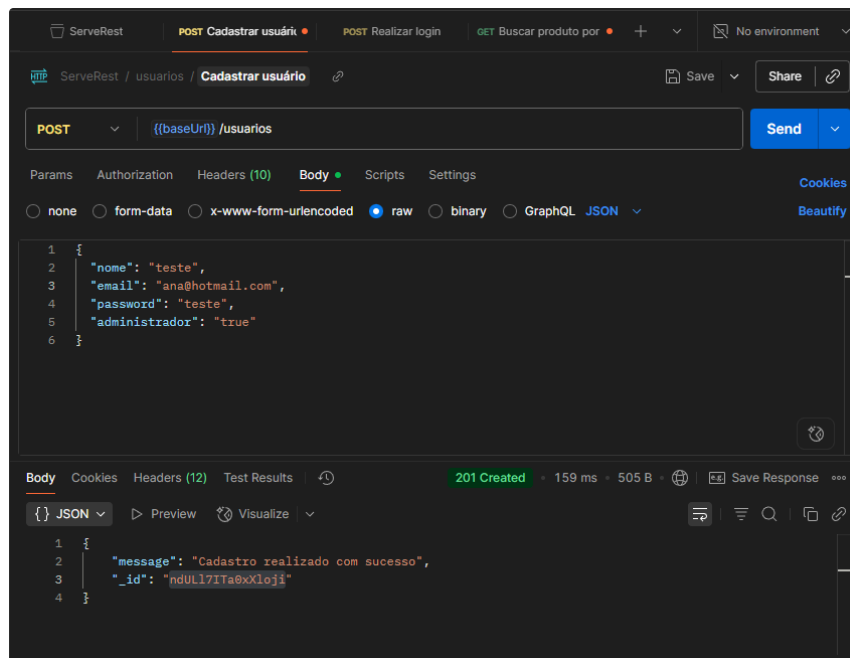 ServeRest POST Cadastrar usuári POST Realizar login GET Buscar produto por No environment
HTTP ServeRest / usuarios / Cadastrar usuário Save Share
POST {{baseUrl}} /usuarios Send
Params Authorization Headers (10) Body Scripts Settings Cookies
none form-data x-www-form-urlencoded raw binary GraphQL JSON Beautify
1 {
2 "nome": "teste",
3 "email": "ana@hotmail.com",
4 "password": "teste",
5 "administrador": "true"
6 }
Body Cookies Headers (12) Test Results 201 Created 159 ms 505 B e.g. Save Response
{} JSON Preview Visualize
1 {
2 "message": "Cadastro realizado com sucesso",
3 "_id": "ndULl7ITa0xXloji"
4 }